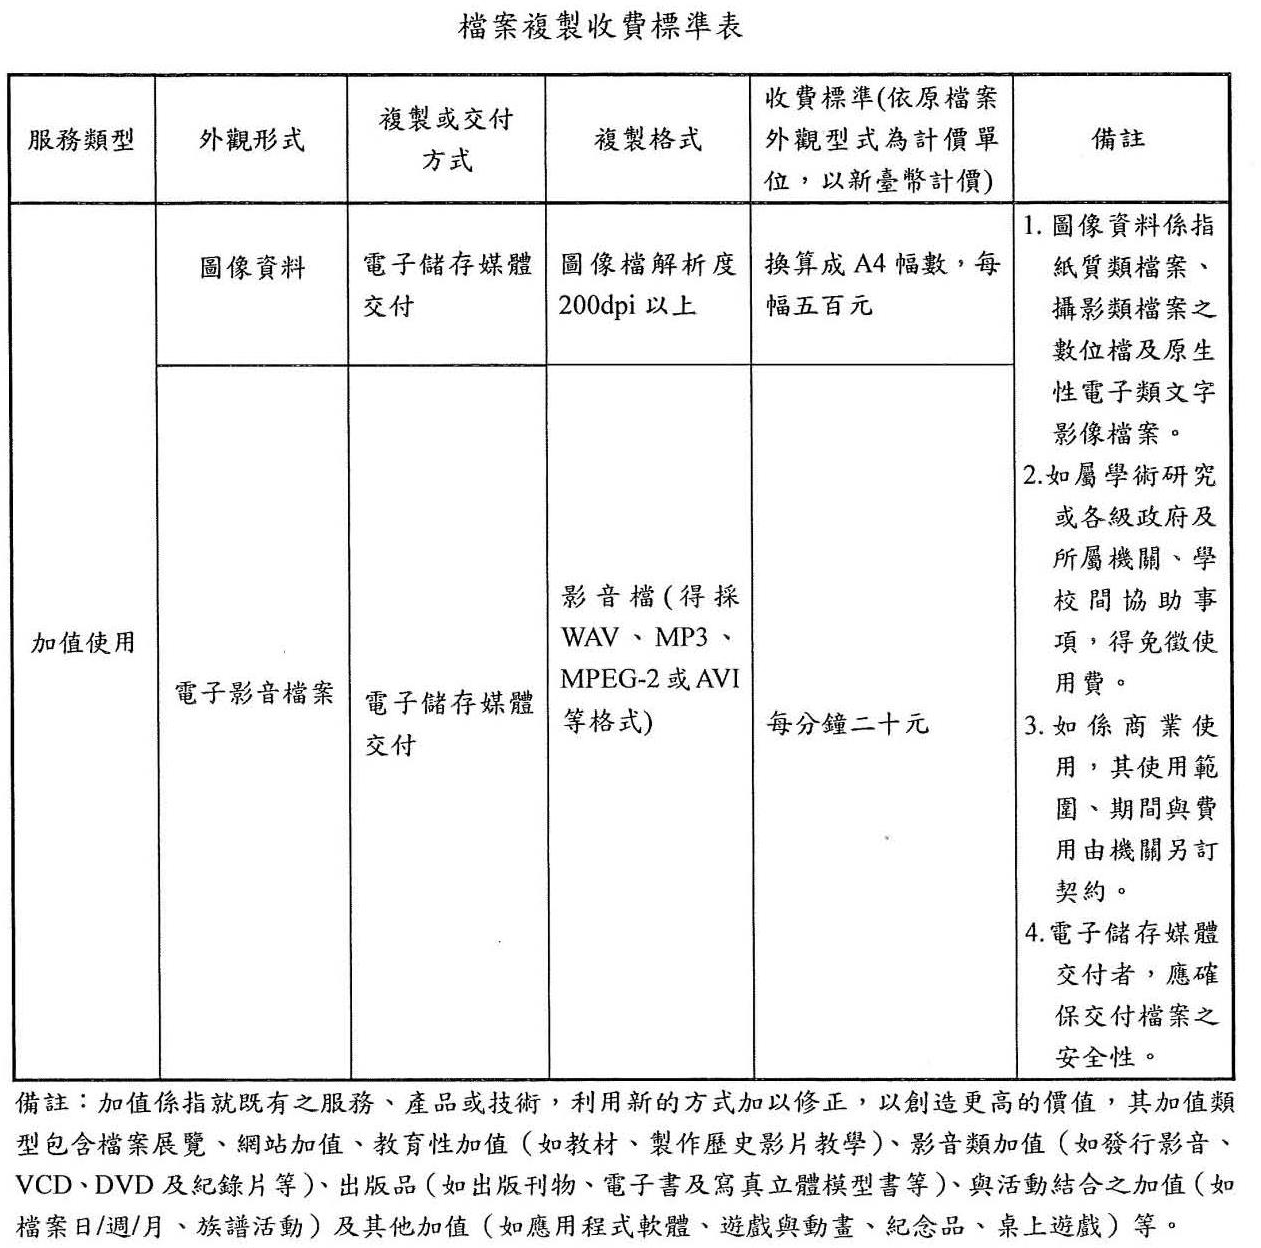 檔案複製收費標準表
服務類型
外觀形式
複製或交付
方式
複製格式
收費標準(依原檔案
外觀型式為計價單
位，以新臺幣計價)
備註
加值使用
圖像資料
電子儲存媒體
交付
圖像檔解析度
200dpi 以上
換算成 A4 幅數，每
幅五百元
電子影音檔案
電子儲存媒體
交付
影音檔(得採
WAV、MP3、
MPEG-2 或 AVI
等格式)
每分鐘二十元
1. 圖像資料係指
紙質類檔案、
攝影類檔案之
數位檔及原生
性電子類文字
影像檔案。
2.如屬學術研究
或各級政府及
所屬機關、學
校間協助事
項，得免徵使
用費。
3. 如係商業使
用，其使用範
圍、期間與費
用由機關另訂
契約。
4.電子儲存媒體
交付者，應確
保交付檔案之
安全性。
備註：加值係指就既有之服務、產品或技術，利用新的方式加以修正，以創造更高的價值，其加值類
型包含檔案展覽、網站加值、教育性加值（如教材、製作歷史影片教學）、影音類加值（如發行影音、
VCD、DVD 及紀錄片等）、出版品（如出版刊物、電子書及寫真立體模型書等）、與活動結合之加值（如
檔案日/週/月、族譜活動）及其他加值（如應用程式軟體、遊戲與動畫、紀念品、桌上遊戲）等。